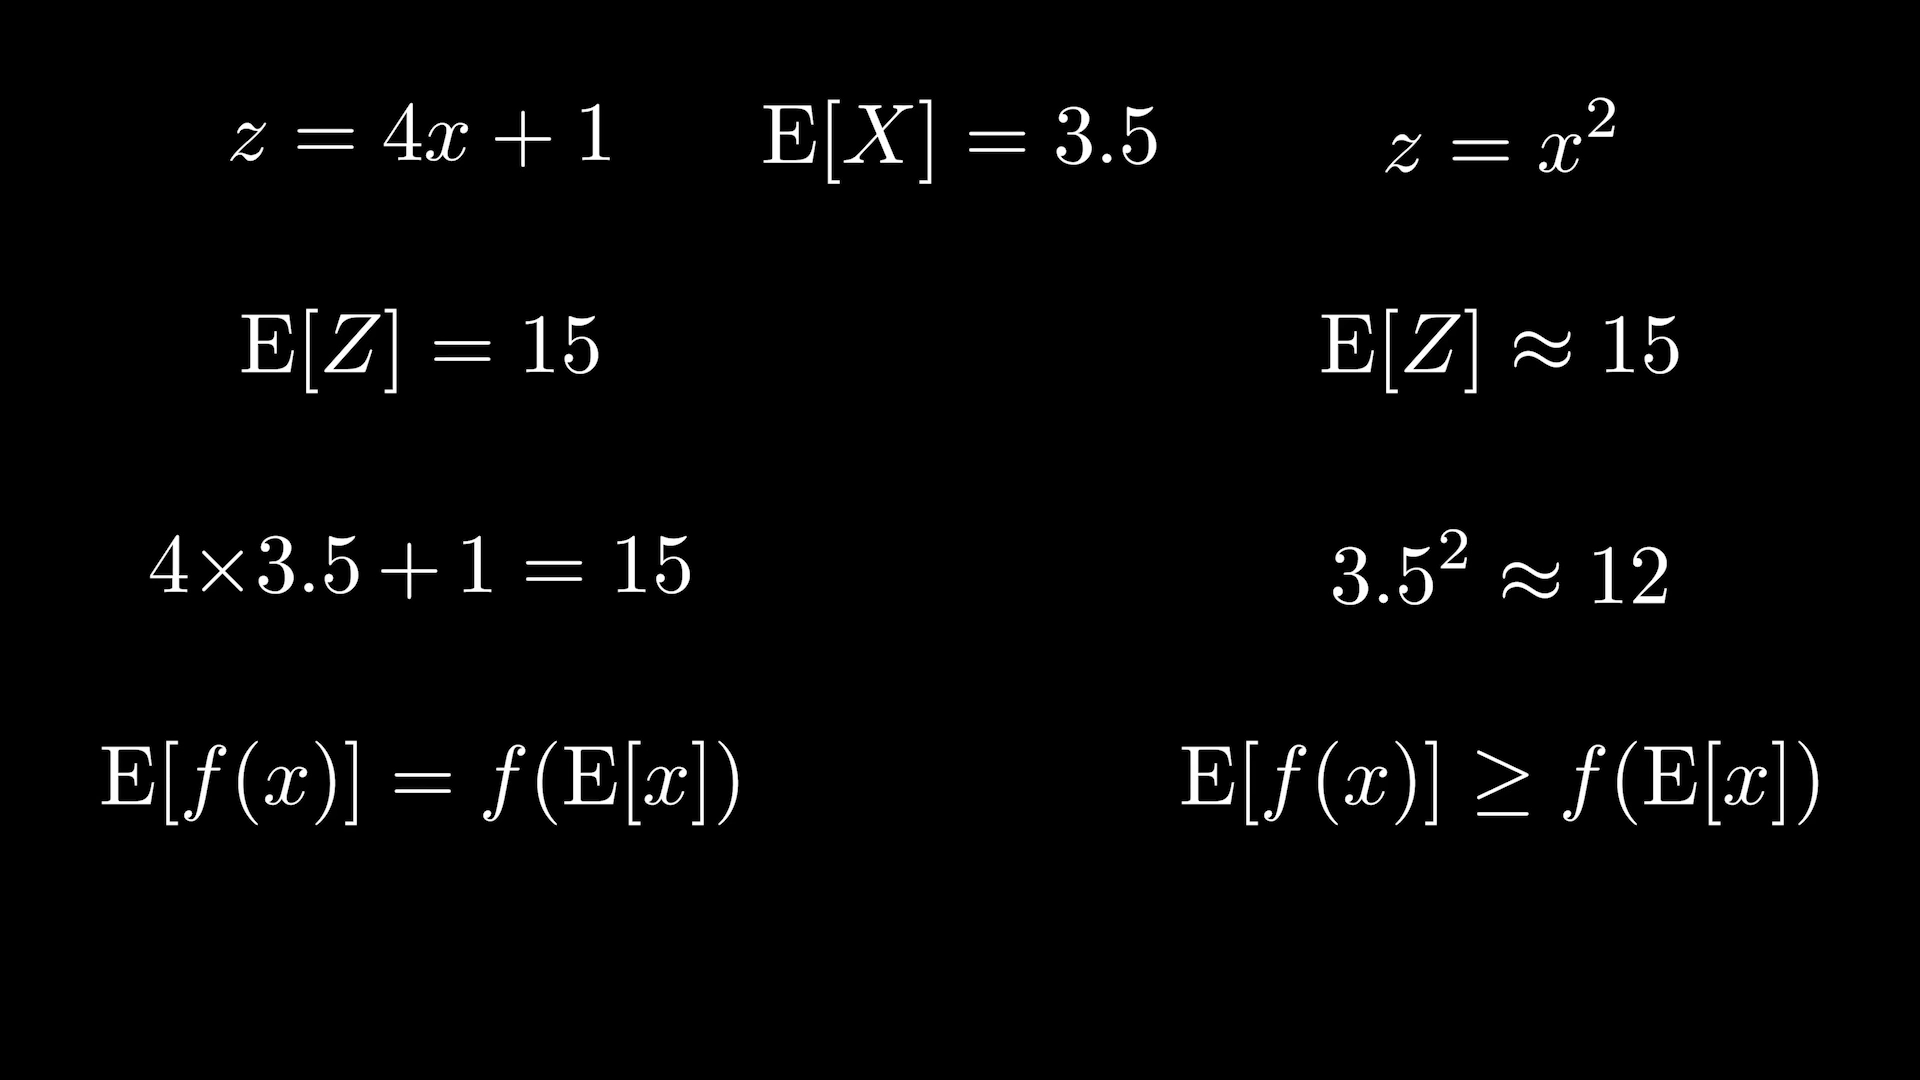 z = 4x + 1
E[X] = 3.5
z = x²
E[Z] = 15
E[Z] ≈ 15
4×3.5 + 1 = 15
3.5² ≈ 12
E[f(x)] = f(E[x])
E[f(x)] ≥ f(E[x])